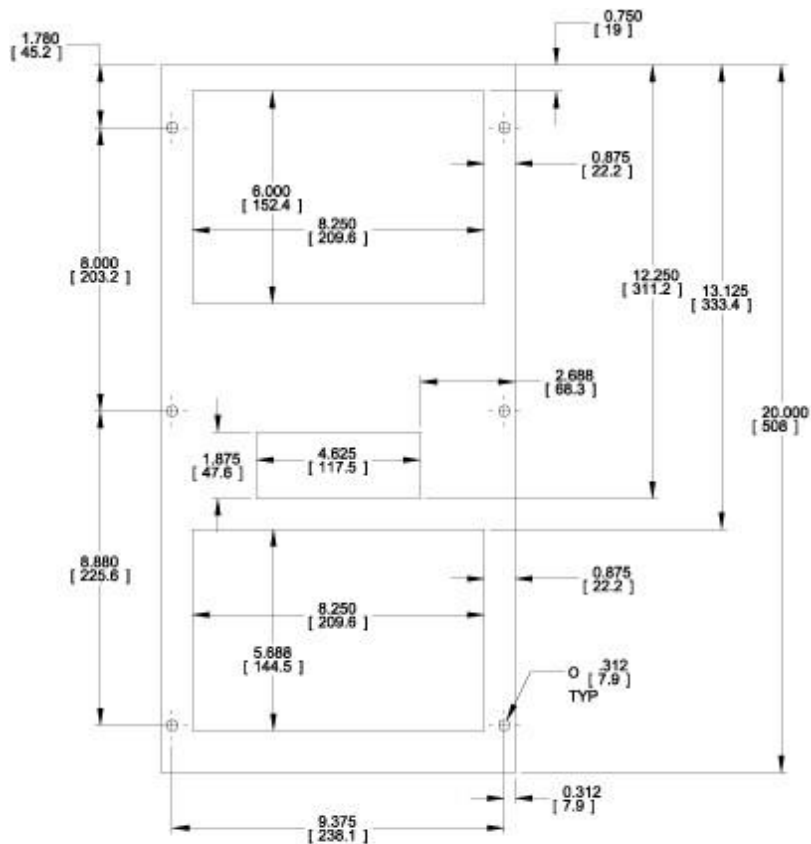 0.750
[ 19 ]
1.780
[ 45.2 ]
0.875
[ 22.2 ]
6.000
[ 152.4 ]
8.250
[ 209.6 ]
8.000
[ 203.2 ]
12.250
[ 311.2 ]
13.125
[ 333.4 ]
2.688
[ 68.3 ]
20.000
[ 508 ]
1.875
[ 47.6 ]
4.625
[ 117.5 ]
8.880
[ 225.6 ]
0.875
[ 22.2 ]
8.250
[ 209.6 ]
5.688
[ 144.5 ]
O .312
[ 7.9 ]
TYP
0.312
[ 7.9 ]
9.375
[ 238.1 ]